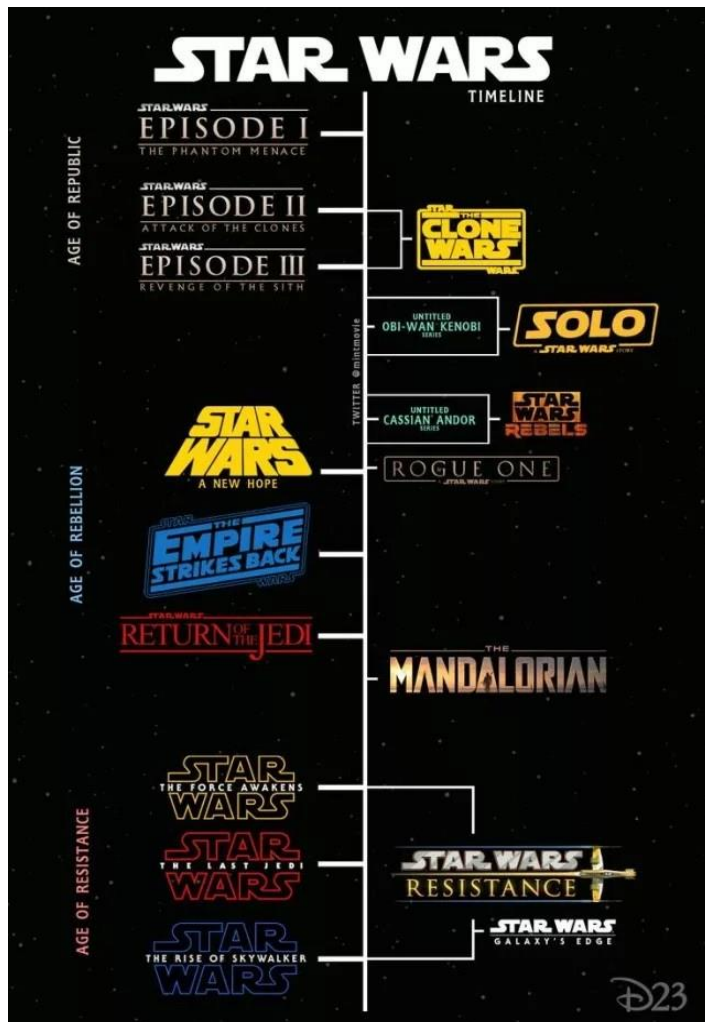 STAR WARS
TIMELINE
AGE OF REPUBLIC
STAR WARS
EPISODE I
THE PHANTOM MENACE
STAR WARS
EPISODE II
ATTACK OF THE CLONES
STAR WARS
EPISODE III
REVENGE OF THE SITH
STAR
THE
CLONE
WARS
WARS
UNTITLED
OBI-WAN KENOBI
SERIES
SOLO
A STAR WARS STORY
TWITTER @mintmovie
UNTITLED
CASSIAN ANDOR
SERIES
STAR
WARS
REBELS
AGE OF REBELLION
STAR
WARS
A NEW HOPE
ROGUE ONE
A STAR WARS STORY
STAR
THE
EMPIRE
STRIKES BACK
WARS
STAR WARS
RETURN OF THE JEDI
THE
MANDALORIAN
AGE OF RESISTANCE
STAR
THE FORCE AWAKENS
WARS
STAR
THE LAST JEDI
WARS
STAR WARS
RESISTANCE
STAR
THE RISE OF SKYWALKER
WARS
STAR WARS
GALAXY'S EDGE
D23